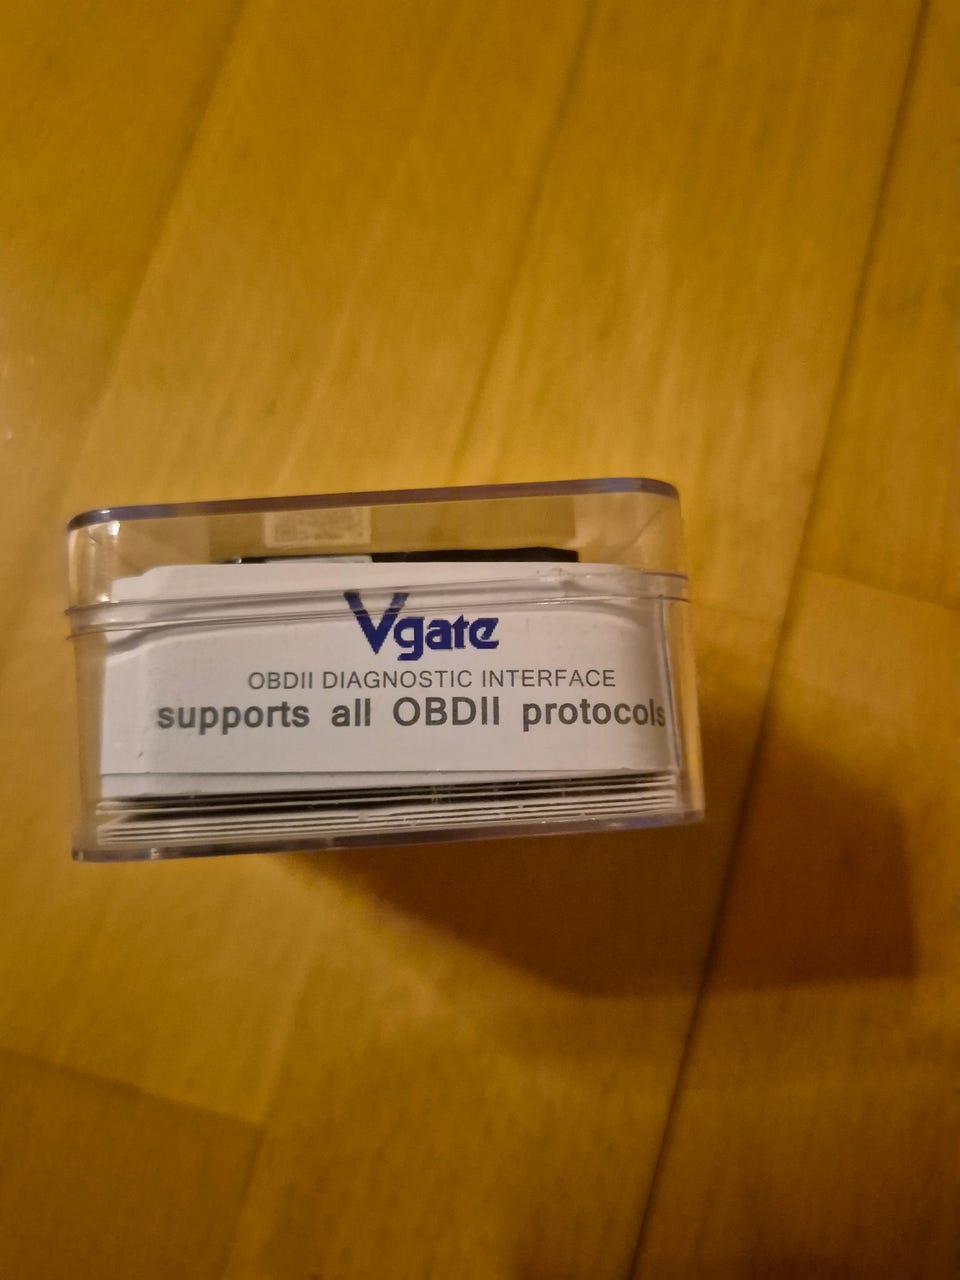 Vgate
OBDII DIAGNOSTIC INTERFACE
supports all OBDII protocols